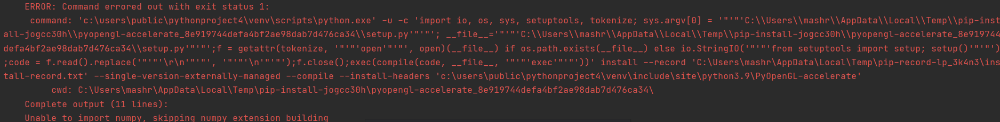 ERROR: Command errored out with exit status 1:
command: 'c:\users\public\pythonproject4\venv\scripts\python.exe' -u -c 'import io, os, sys, setuptools, tokenize; sys.argv[0] = '"'"'C:\\Users\\mashr\\AppData\\Local\\Temp\\pip-inst
all-jogcc30h\\pyopengl-accelerate_8e919744defa4bf2ae98dab7d476ca34\\setup.py'"'"'; __file__='"'"'C:\\Users\\mashr\\AppData\\Local\\Temp\\pip-install-jogcc30h\\pyopengl-accelerate_8e919744
defa4bf2ae98dab7d476ca34\\setup.py'"'"';f = getattr(tokenize, '"'"'open'"'"', open)(__file__) if os.path.exists(__file__) else io.StringIO('"'"'from setuptools import setup; setup()'"'"')
;code = f.read().replace('"'"'\r\n'"'"', '"'"'\n'"'"');f.close();exec(compile(code, __file__, '"'"'exec'"'"'))' install --record 'C:\Users\mashr\AppData\Local\Temp\pip-record-lp_3k4n3\ins
tall-record.txt' --single-version-externally-managed --compile --install-headers 'c:\users\public\pythonproject4\venv\include\site\python3.9\PyOpenGL-accelerate'
cwd: C:\Users\mashr\AppData\Local\Temp\pip-install-jogcc30h\pyopengl-accelerate_8e919744defa4bf2ae98dab7d476ca34\
Complete output (11 lines):
Unable to import numpy, skipping numpy extension building